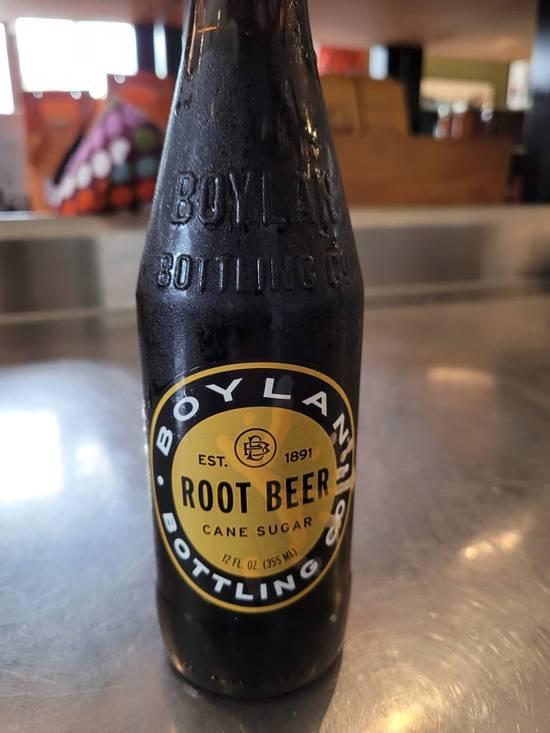 BOYLAN
BOTTLING CO
BOYLAN
EST. 1891
ROOT BEER
CANE SUGAR
12 FL. OZ. (355 ML)
BOTTLING CO